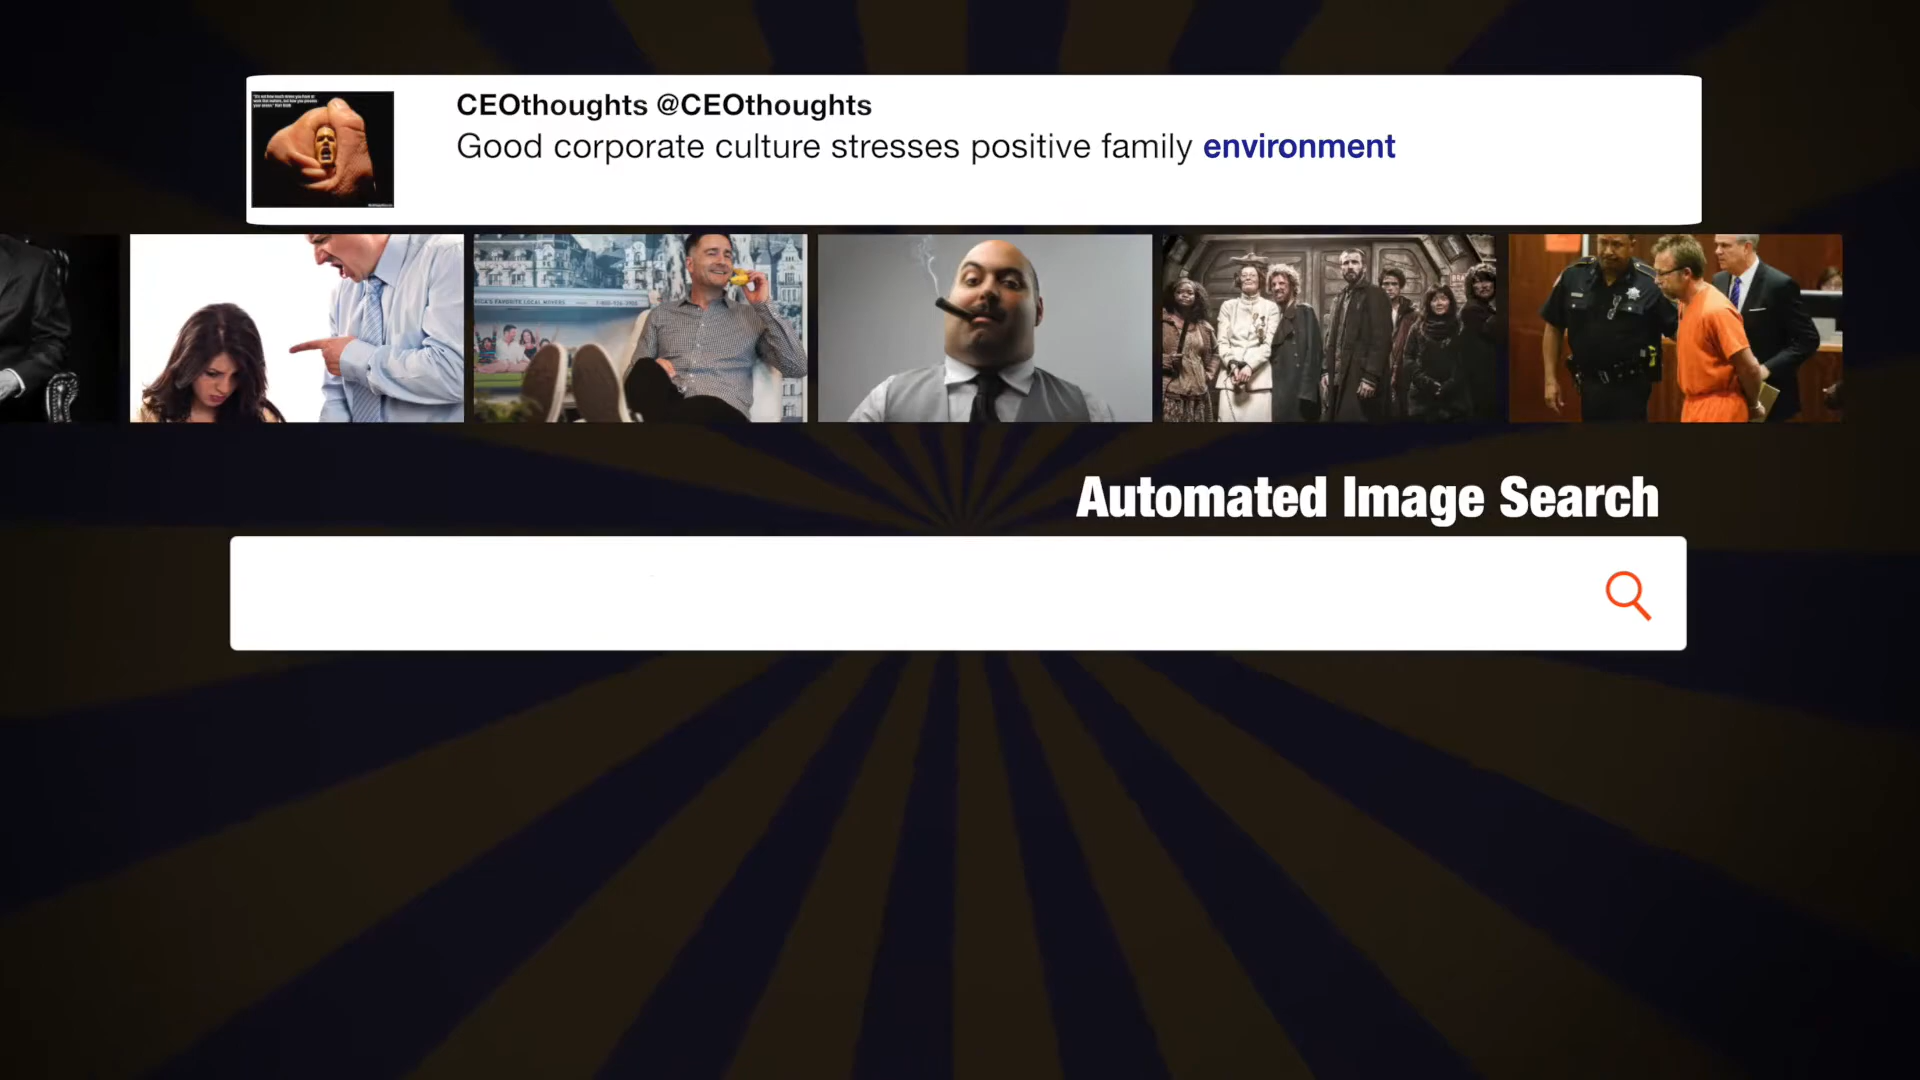 CEOthoughts @CEOthoughts
Good corporate culture stresses positive family environment
Automated Image Search